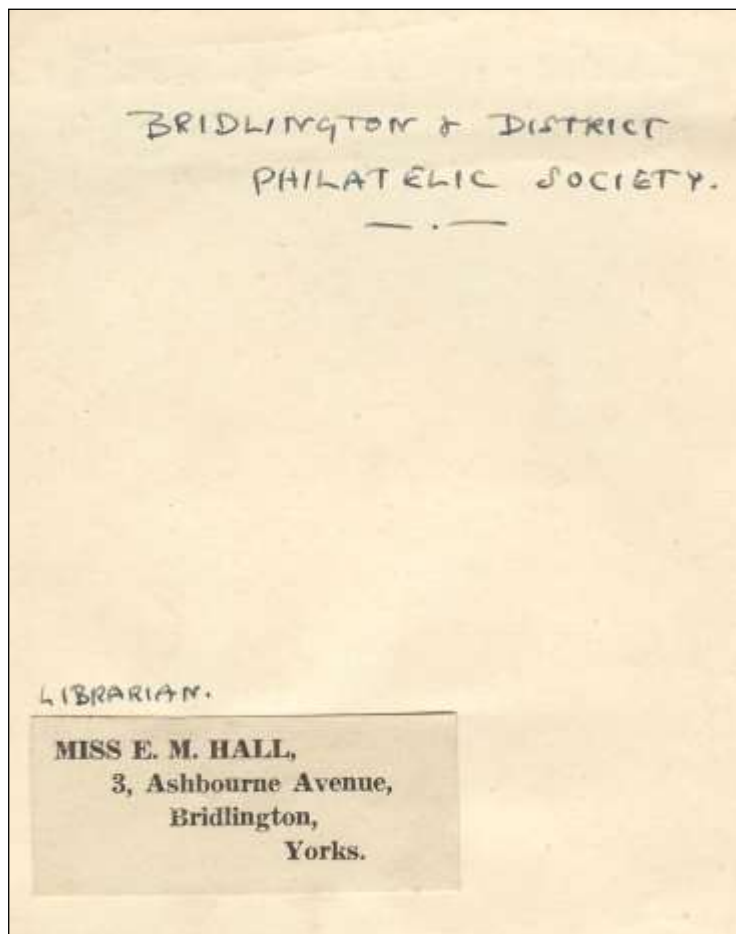 BRIDLINGTON & DISTRICT
PHILATELIC SOCIETY.
LIBRARIAN.
MISS E. M. HALL,
3, Ashbourne Avenue,
Bridlington,
Yorks.